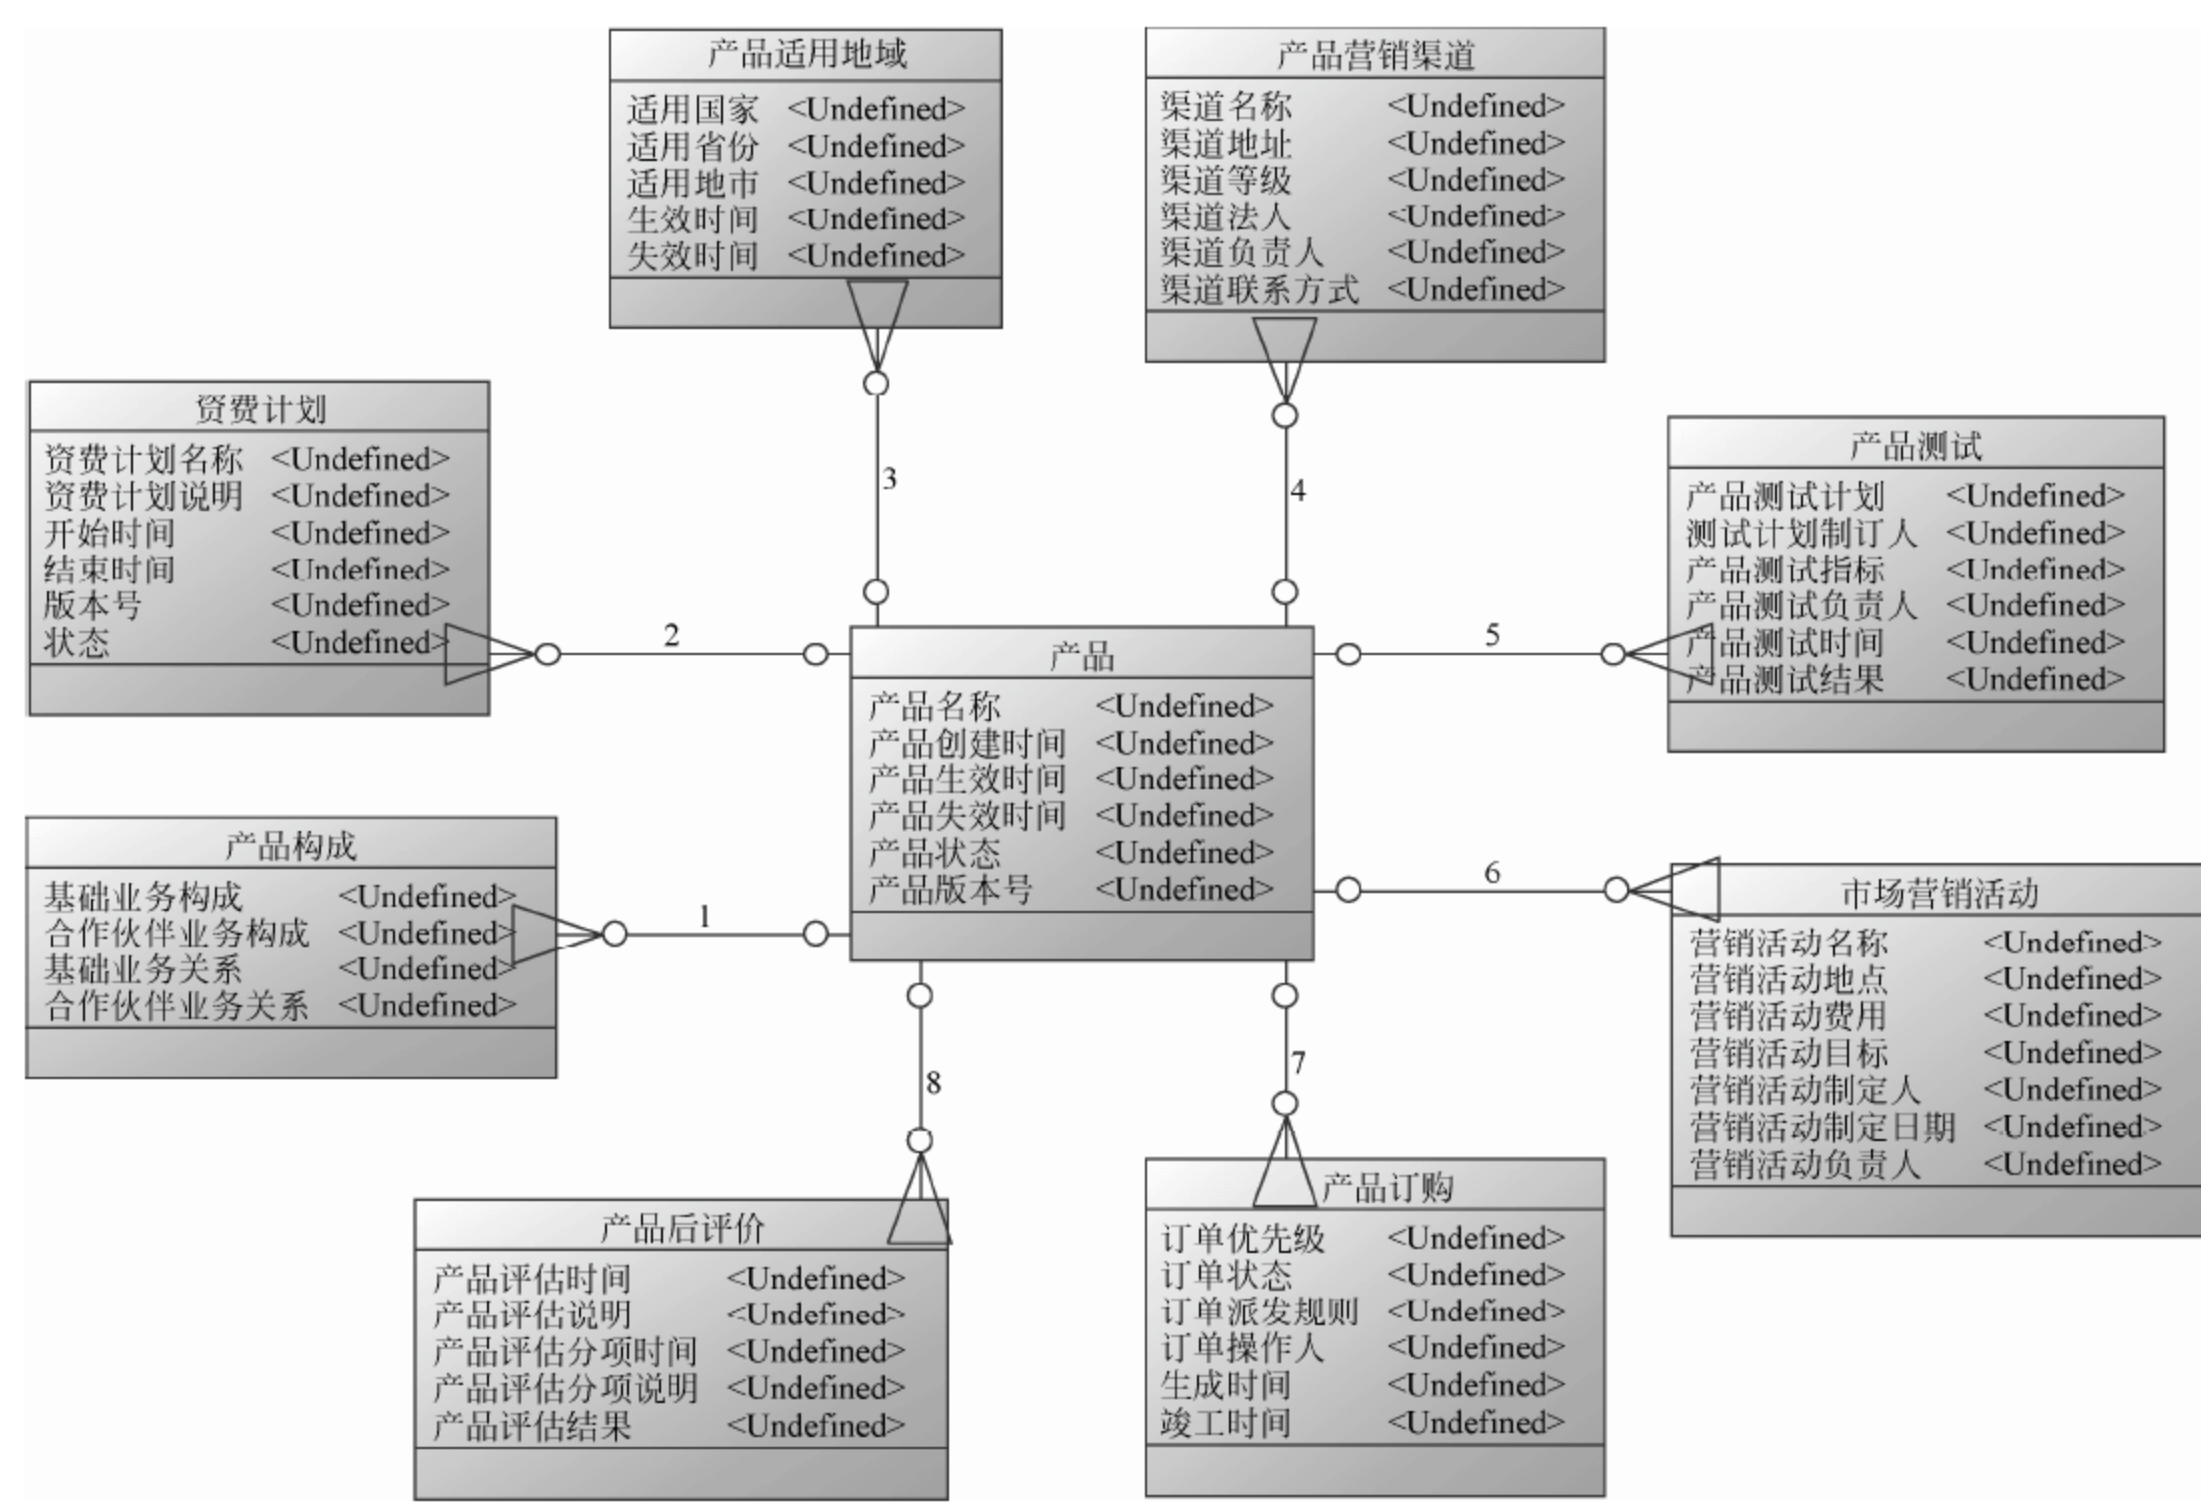 产品适用地域
适用国家 <Undefined>
适用省份 <Undefined>
适用地市 <Undefined>
生效时间 <Undefined>
失效时间 <Undefined>
产品营销渠道
渠道名称 <Undefined>
渠道地址 <Undefined>
渠道等级 <Undefined>
渠道法人 <Undefined>
渠道负责人 <Undefined>
渠道联系方式 <Undefined>
资费计划
资费计划名称 <Undefined>
资费计划说明 <Undefined>
开始时间 <Undefined>
结束时间 <Undefined>
版本号 <Undefined>
状态 <Undefined>
3
4
产品测试
产品测试计划 <Undefined>
测试计划制订人 <Undefined>
产品测试指标 <Undefined>
产品测试负责人 <Undefined>
产品测试时间 <Undefined>
产品测试结果 <Undefined>
2
5
产品
产品名称 <Undefined>
产品创建时间 <Undefined>
产品生效时间 <Undefined>
产品失效时间 <Undefined>
产品状态 <Undefined>
产品版本号 <Undefined>
产品构成
基础业务构成 <Undefined>
合作伙伴业务构成 <Undefined>
基础业务关系 <Undefined>
合作伙伴业务关系 <Undefined>
1
6
市场营销活动
营销活动名称 <Undefined>
营销活动地点 <Undefined>
营销活动费用 <Undefined>
营销活动目标 <Undefined>
营销活动制定人 <Undefined>
营销活动制定日期 <Undefined>
营销活动负责人 <Undefined>
8
7
产品后评价
产品评估时间 <Undefined>
产品评估说明 <Undefined>
产品评估分项时间 <Undefined>
产品评估分项说明 <Undefined>
产品评估结果 <Undefined>
产品订购
订单优先级 <Undefined>
订单状态 <Undefined>
订单派发规则 <Undefined>
订单操作人 <Undefined>
生成时间 <Undefined>
竣工时间 <Undefined>